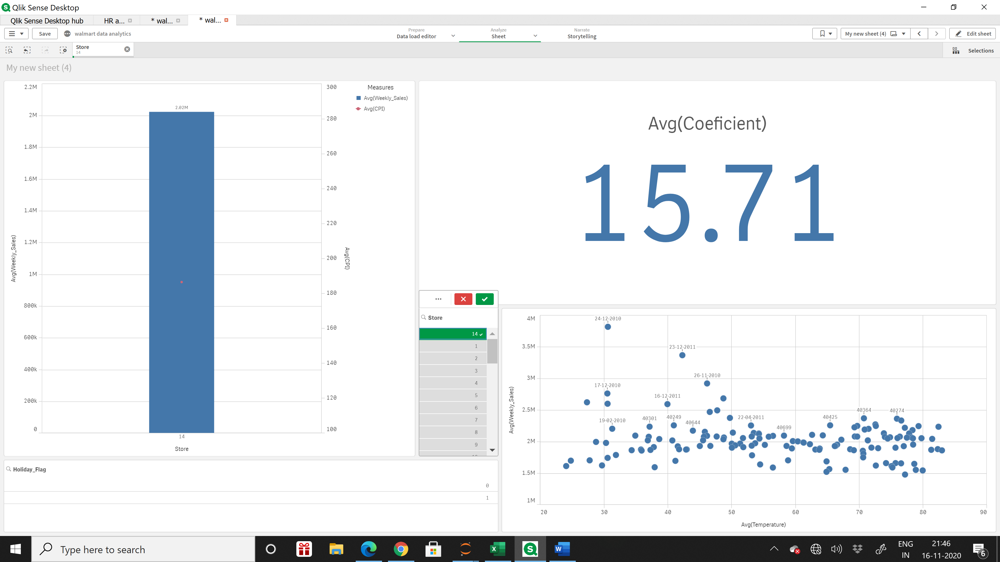 Qlik Sense Desktop
Qlik Sense Desktop hub
HR a...
* wal...
* wal...
Save
walmart data analytics
Prepare
Data load editor
Analyze
Sheet
Narrate
Storytelling
My new sheet (4)
Edit sheet
Store
14
Selections
My new sheet (4)
2.2M
2M
1.8M
1.6M
1.4M
1.2M
1M
800k
600k
400k
200k
0
Avg(Weekly_Sales)
2.02M
14
Store
300
280
260
240
220
200
180
160
140
120
100
Avg(CPI)
Measures
Avg(Weekly_Sales)
Avg(CPI)
Avg(Coeficient)
15.71
Store
14
1
2
3
4
5
6
7
8
9
Holiday_Flag
0
1
4M
3.5M
3M
2.5M
2M
1.5M
1M
Avg(Weekly_Sales)
24-12-2010
23-12-2011
26-11-2010
17-12-2010
16-12-2011
19-02-2010
40301
40249
40644
22-04-2011
40699
40425
40364
40274
20
30
40
50
60
70
80
90
Avg(Temperature)
Type here to search
ENG
IN
21:46
16-11-2020
6